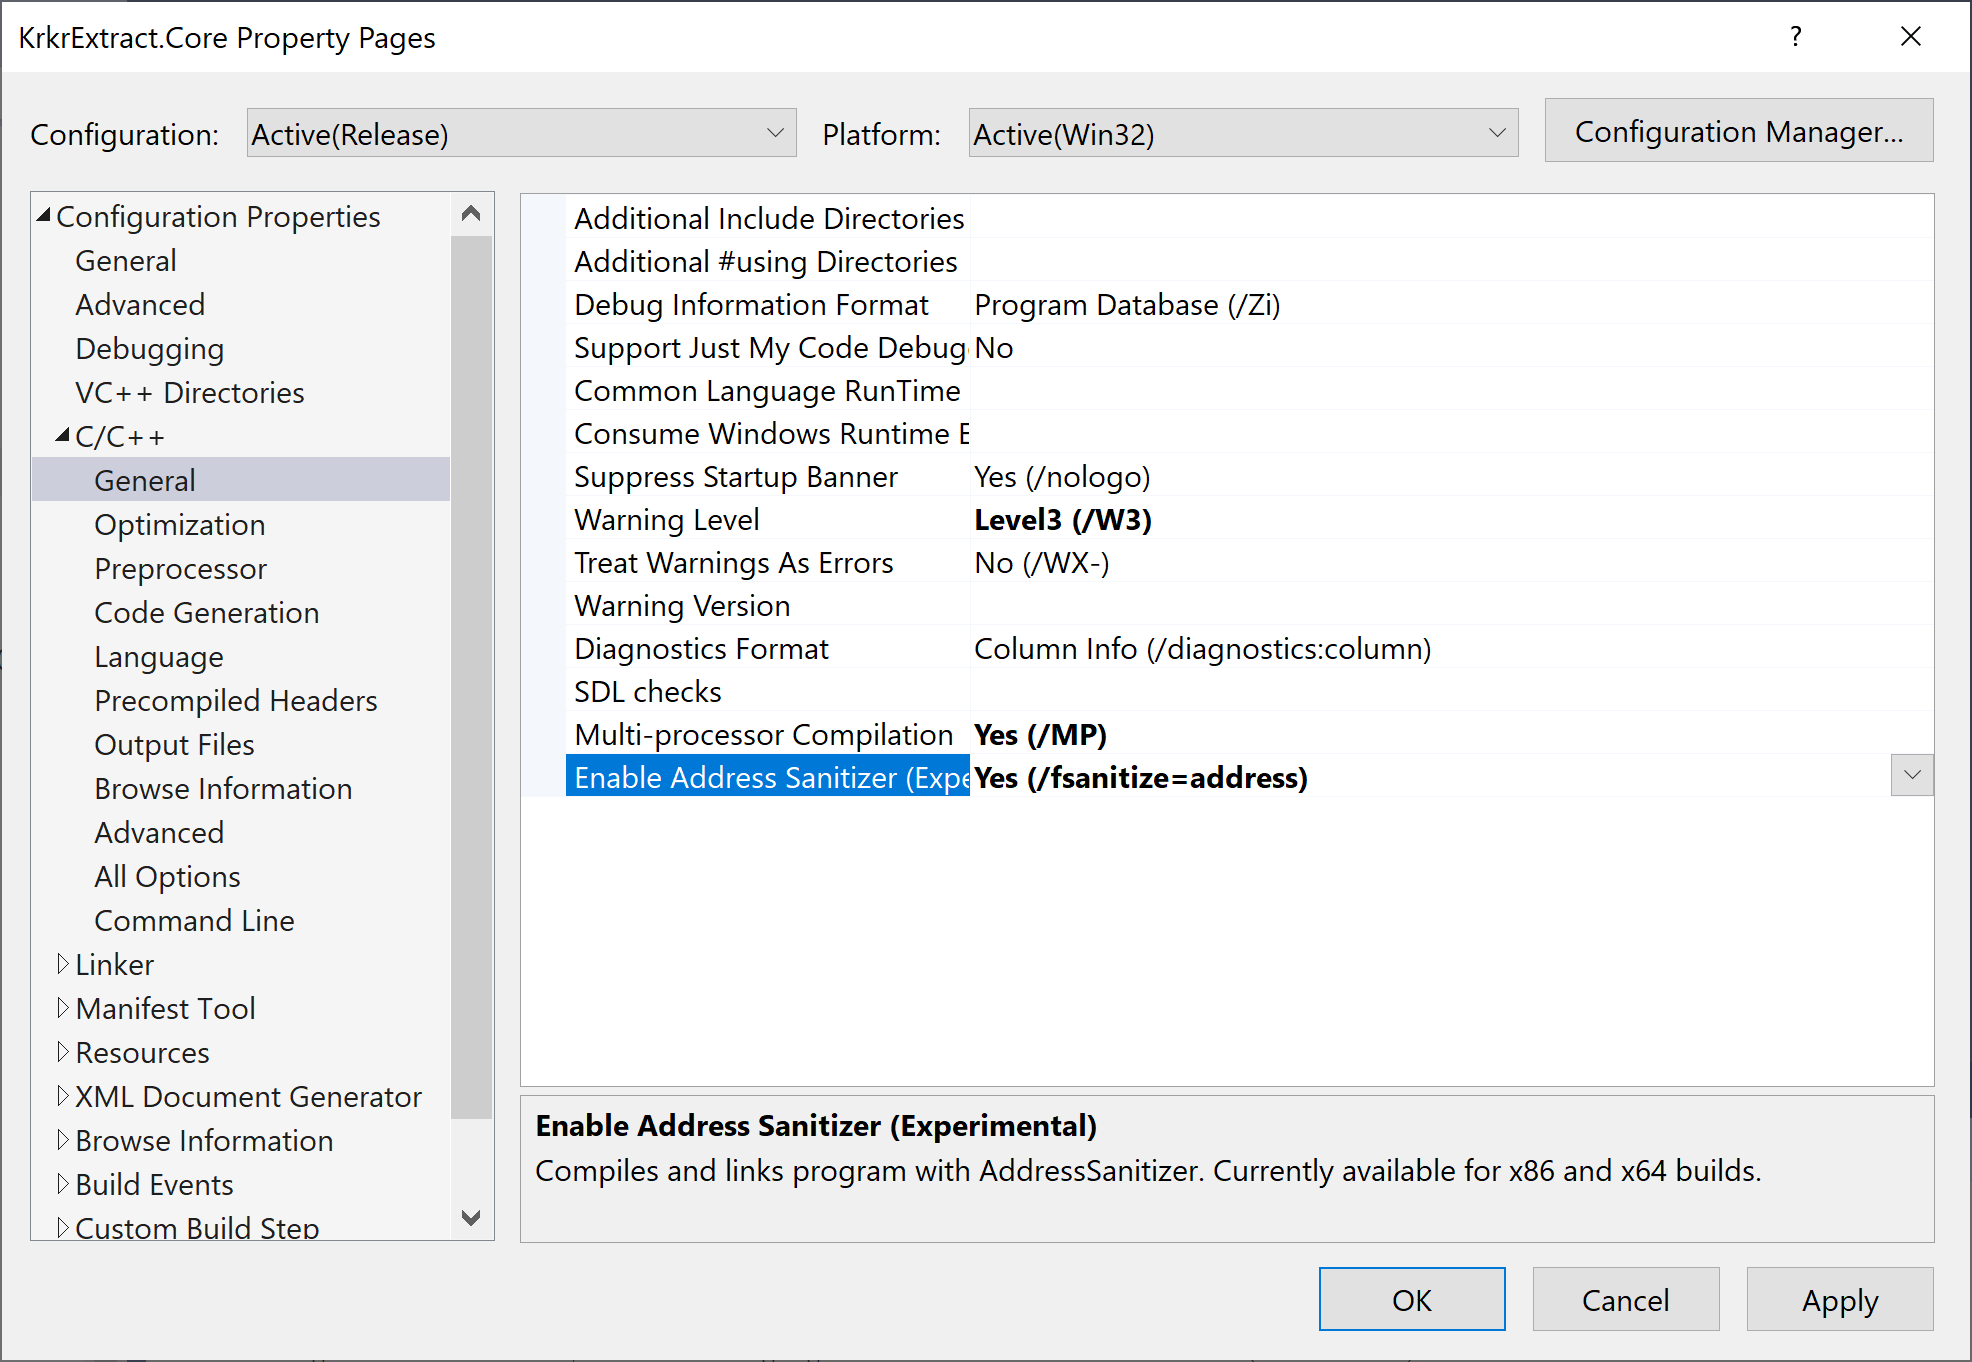 KrkrExtract.Core Property Pages
?
Configuration: Active(Release) Platform: Active(Win32) Configuration Manager...
Configuration Properties
General
Advanced
Debugging
VC++ Directories
C/C++
General
Optimization
Preprocessor
Code Generation
Language
Precompiled Headers
Output Files
Browse Information
Advanced
All Options
Command Line
Linker
Manifest Tool
Resources
XML Document Generator
Browse Information
Build Events
Custom Build Step
Additional Include Directories
Additional #using Directories
Debug Information Format Program Database (/Zi)
Support Just My Code Debug No
Common Language RunTime
Consume Windows Runtime E
Suppress Startup Banner Yes (/nologo)
Warning Level Level3 (/W3)
Treat Warnings As Errors No (/WX-)
Warning Version
Diagnostics Format Column Info (/diagnostics:column)
SDL checks
Multi-processor Compilation Yes (/MP)
Enable Address Sanitizer (Expe Yes (/fsanitize=address)
Enable Address Sanitizer (Experimental)
Compiles and links program with AddressSanitizer. Currently available for x86 and x64 builds.
OK Cancel Apply